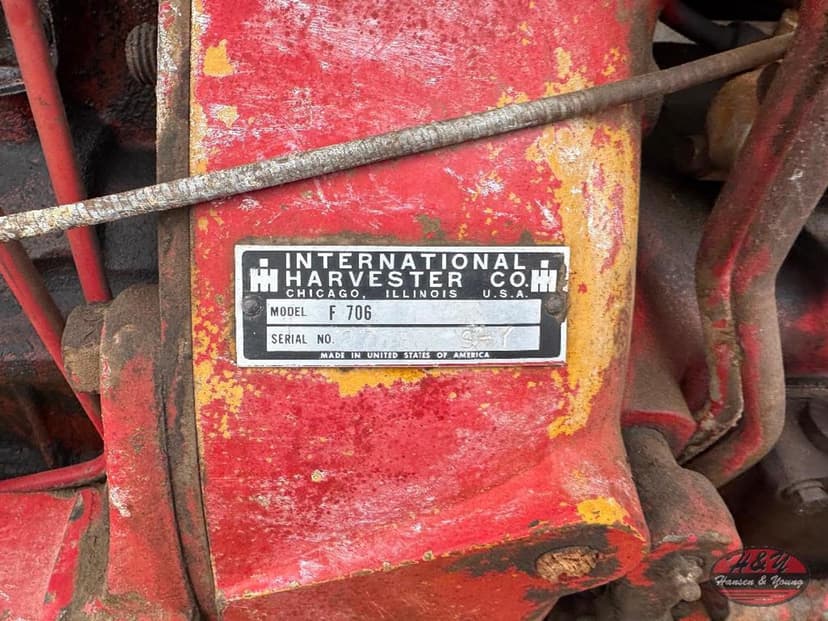 INTERNATIONAL
HARVESTER CO.
CHICAGO, ILLINOIS U.S.A.
MODEL F 706
SERIAL NO. S-Y
MADE IN UNITED STATES OF AMERICA
H&Y
Hansen & Young